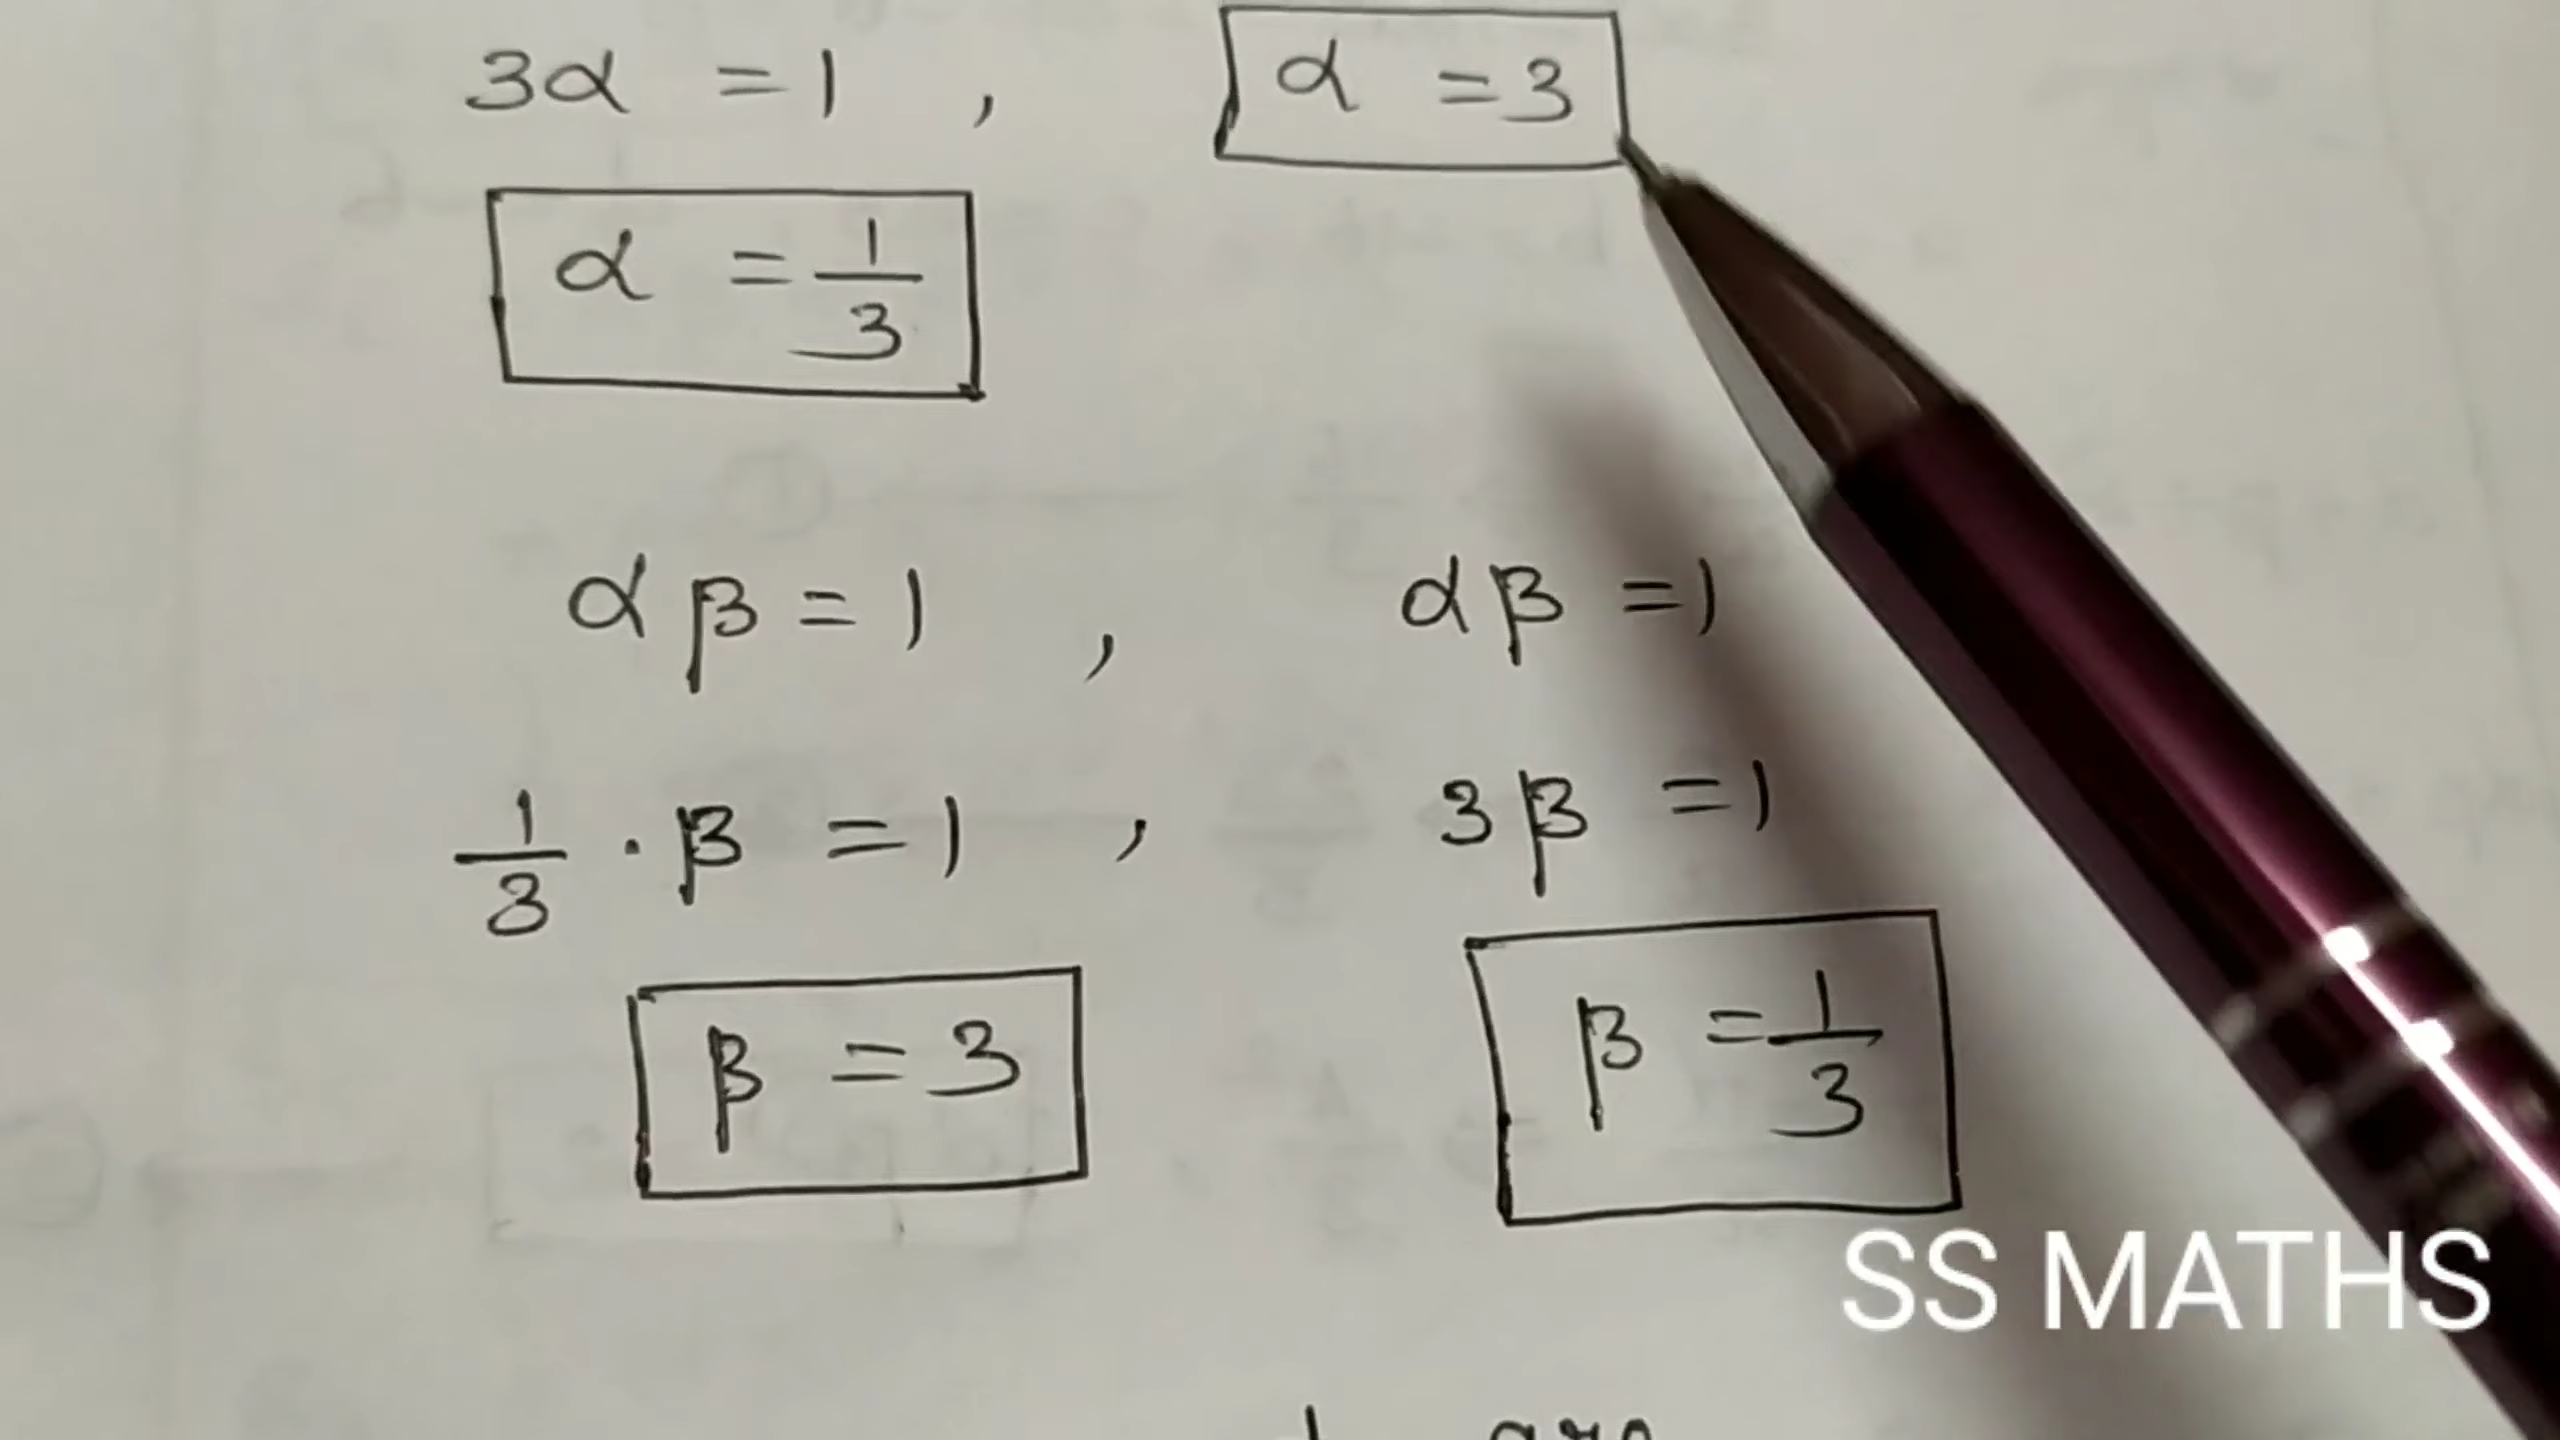 3α = 1 , α = 3
α = 1/3
αβ = 1 , αβ = 1
1/3 · β = 1 , 3β = 1
β = 3 β = 1/3
SS MATHS
are